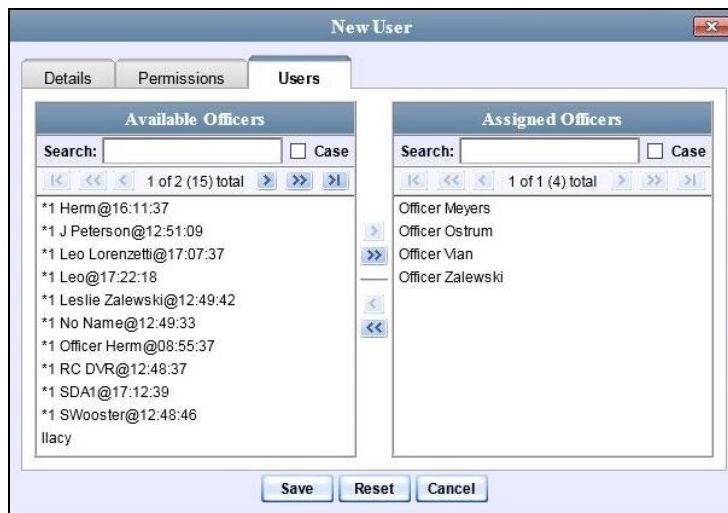 New User
Details Permissions Users
Available Officers
Search: Case
1 of 2 (15) total
*1 Herm@16:11:37
*1 J Peterson@12:51:09
*1 Leo Lorenzetti@17:07:37
*1 Leo@17:22:18
*1 Leslie Zalewski@12:49:42
*1 No Name@12:49:33
*1 Officer Herm@08:55:37
*1 RC DVR@12:48:37
*1 SDA1@17:12:39
*1 SWooster@12:48:46
llacy
Assigned Officers
Search: Case
1 of 1 (4) total
Officer Meyers
Officer Ostrum
Officer Vian
Officer Zalewski
Save Reset Cancel